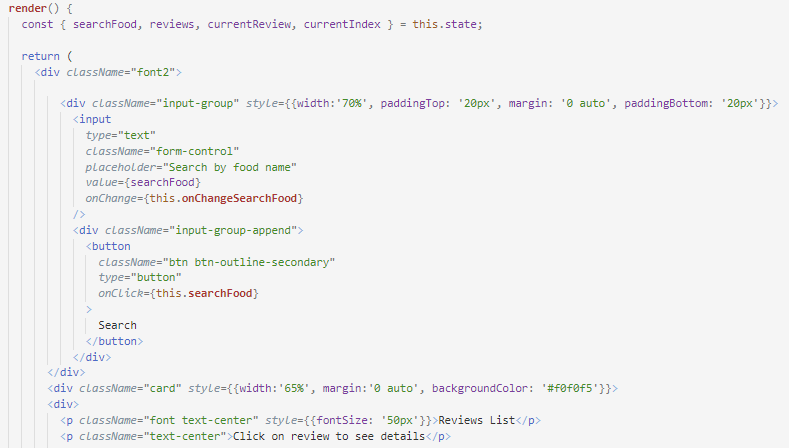 render() {
const { searchFood, reviews, currentReview, currentIndex } = this.state;
return (
<div className="font2">
<div className="input-group" style={{width:'70%', paddingTop: '20px', margin: '0 auto', paddingBottom: '20px'}}>
<input
type="text"
className="form-control"
placeholder="Search by food name"
value={searchFood}
onChange={this.onChangeSearchFood}
/>
<div className="input-group-append">
<button
className="btn btn-outline-secondary"
type="button"
onClick={this.searchFood}
>
Search
</button>
</div>
</div>
<div className="card" style={{width:'65%', margin:'0 auto', backgroundColor: '#f0f0f5'}}>
<div>
<p className="font text-center" style={{fontSize: '50px'}}>Reviews List</p>
<p className="text-center">Click on review to see details</p>